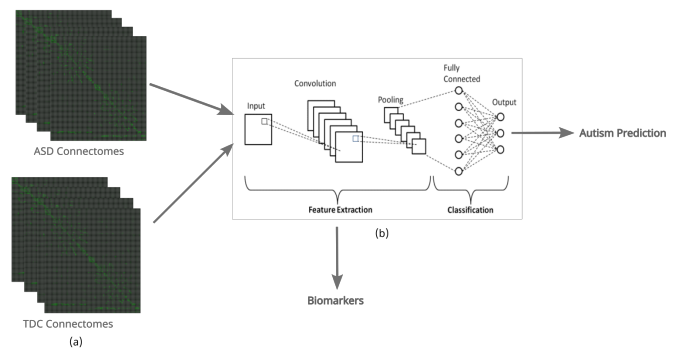 ASD Connectomes
TDC Connectomes
(a)
Input
Convolution
Pooling
Fully
Connected
Output
Feature Extraction
Classification
(b)
Autism Prediction
Biomarkers